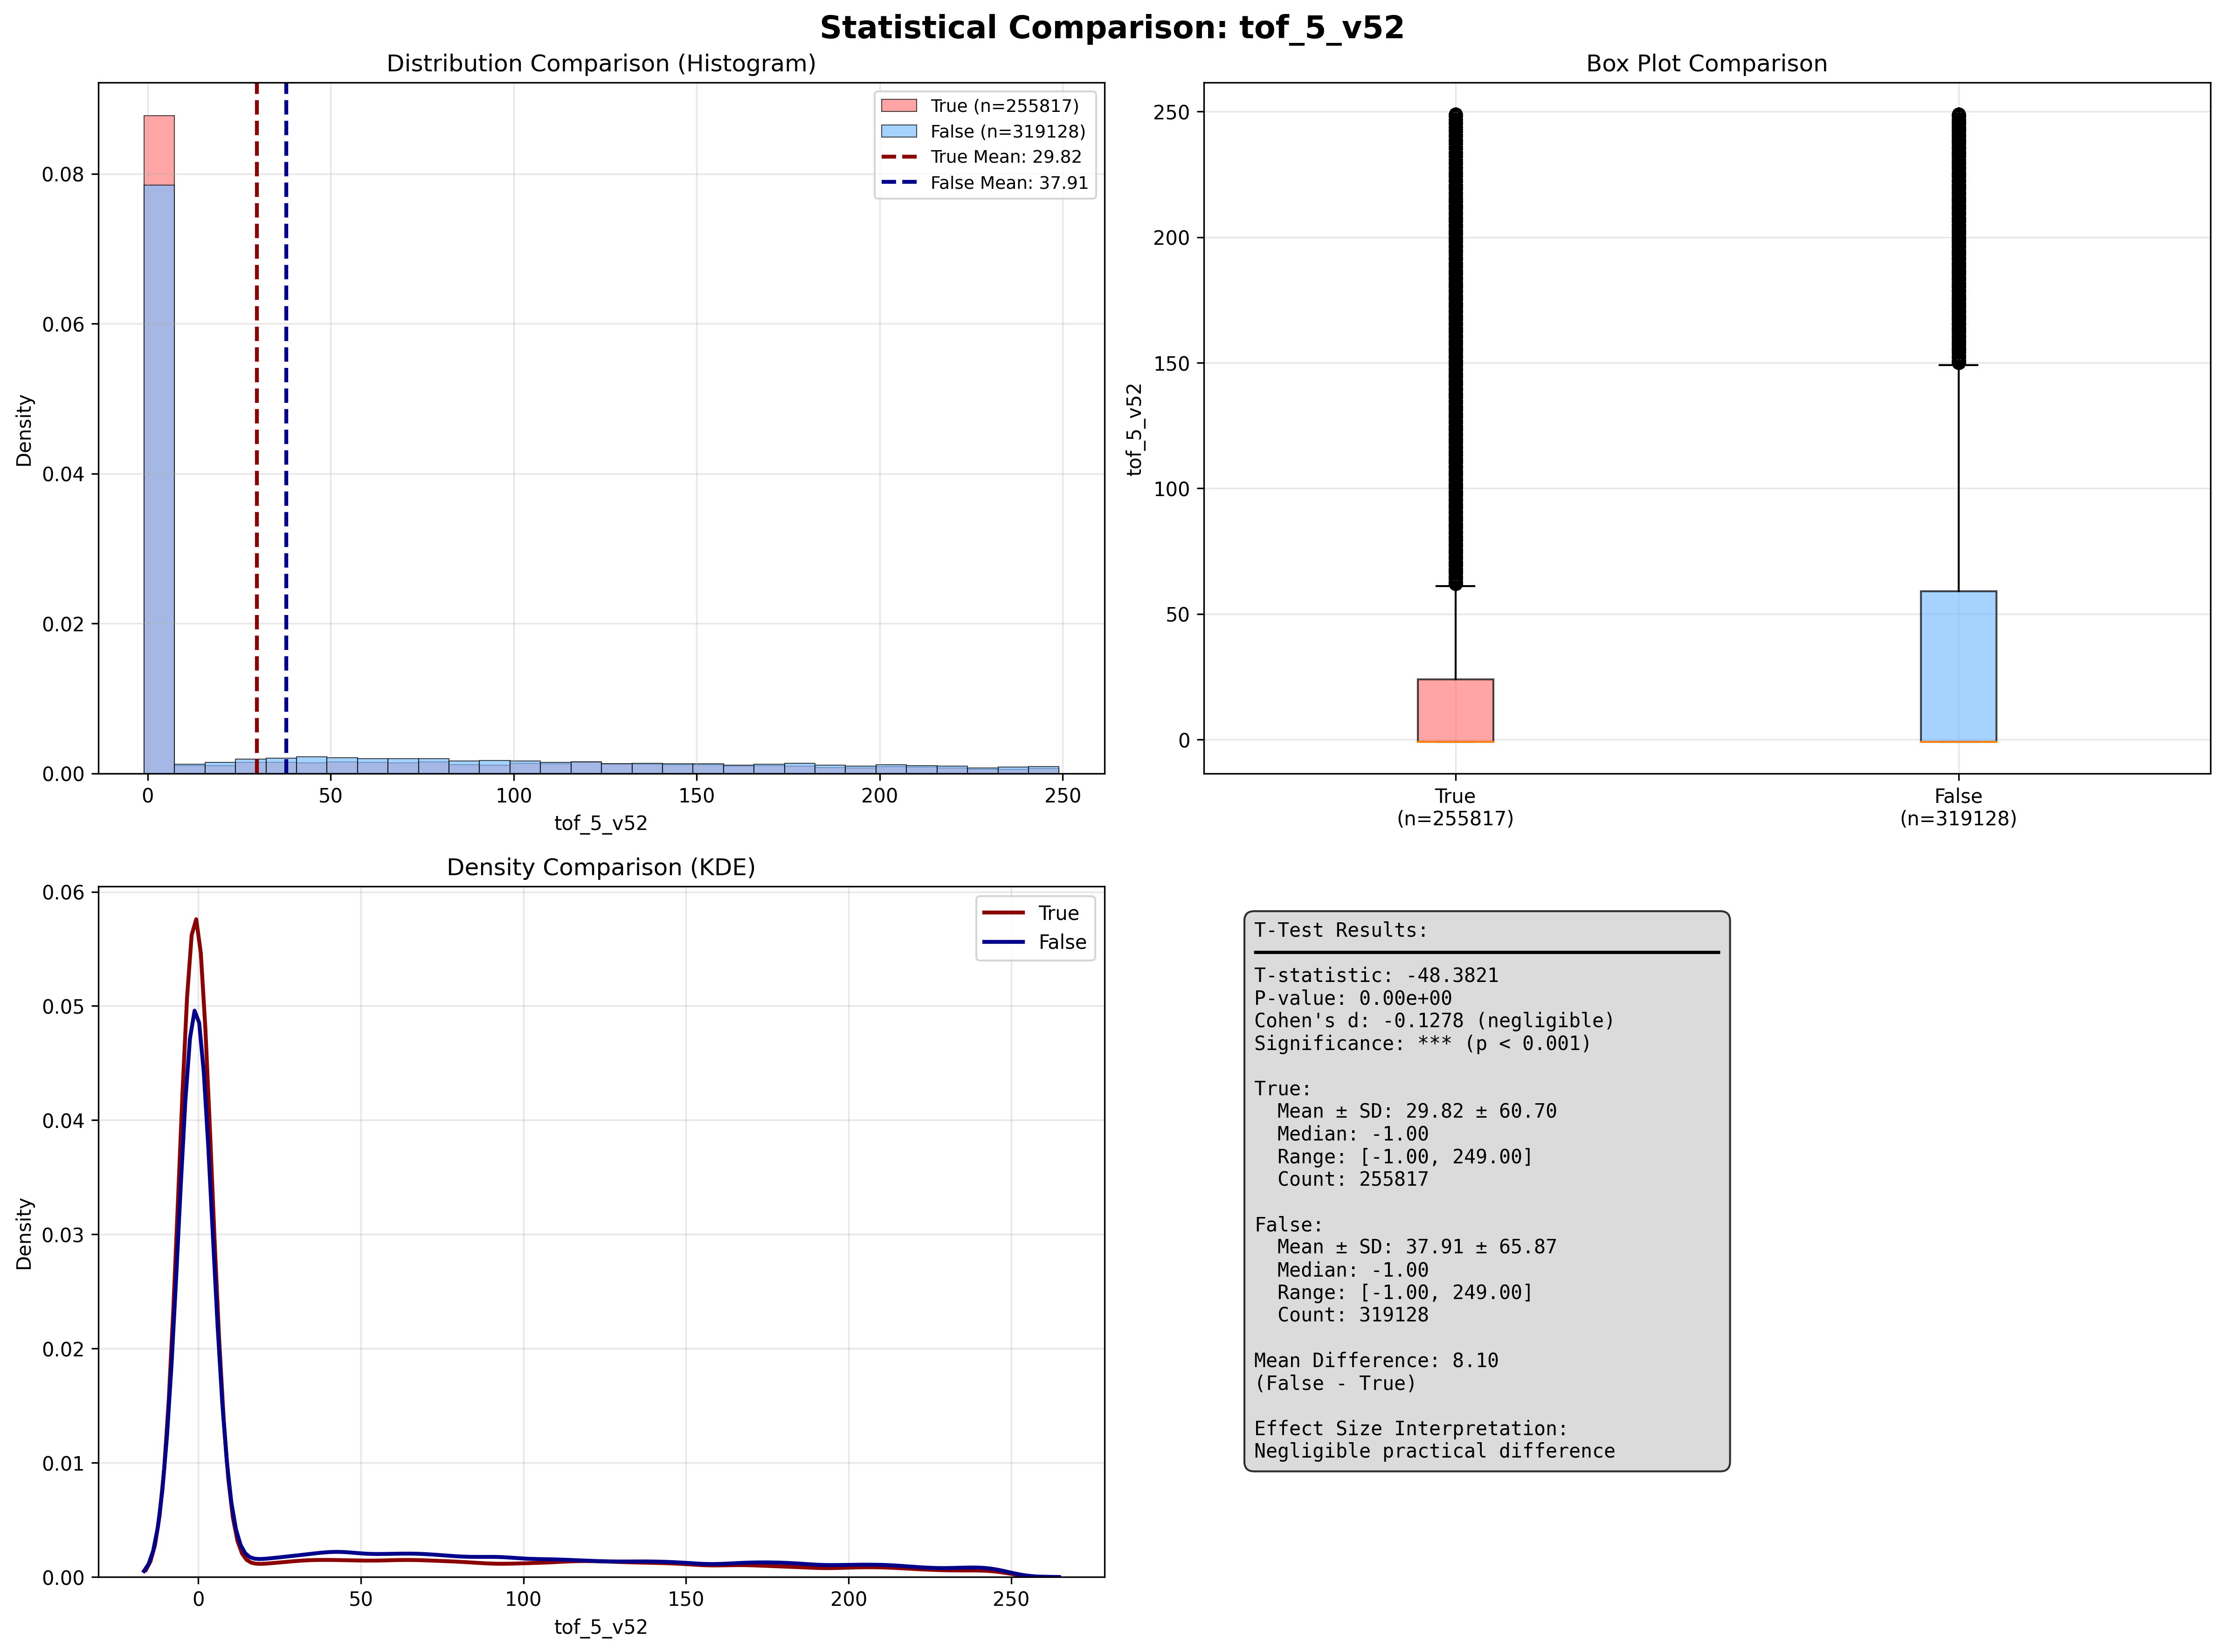 Statistical Comparison: tof_5_v52
Distribution Comparison (Histogram)
Density
0.08
0.06
0.04
0.02
0.00
0
50
100
150
200
250
tof_5_v52
True (n=255817)
False (n=319128)
True Mean: 29.82
False Mean: 37.91
Box Plot Comparison
tof_5_v52
250
200
150
100
50
0
True
(n=255817)
False
(n=319128)
Density Comparison (KDE)
Density
0.06
0.05
0.04
0.03
0.02
0.01
0.00
0
50
100
150
200
250
tof_5_v52
True
False
T-Test Results:
T-statistic: -48.3821
P-value: 0.00e+00
Cohen's d: -0.1278 (negligible)
Significance: *** (p < 0.001)
True:
Mean ± SD: 29.82 ± 60.70
Median: -1.00
Range: [-1.00, 249.00]
Count: 255817
False:
Mean ± SD: 37.91 ± 65.87
Median: -1.00
Range: [-1.00, 249.00]
Count: 319128
Mean Difference: 8.10
(False - True)
Effect Size Interpretation:
Negligible practical difference